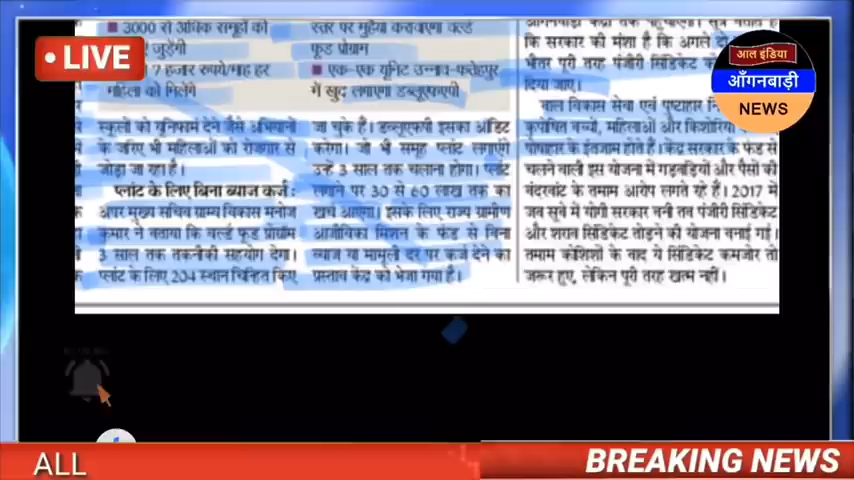 LIVE
आल इंडिया
आँगनबाड़ी
NEWS
■ 3000 से अधिक समूहों की
जुड़ेंगी
7 हजार रुपये/माह हर
महिला को मिलेंगे
स्कूलों को यूनिफार्म देने जैसे अभियानों
के जरिए भी महिलाओं को रोजगार से
जोड़ा जा रहा है।
प्लांट के लिए बिना ब्याज कर्ज :
अपर मुख्य सचिव ग्राम्य विकास मनोज
कुमार ने बताया कि वर्ल्ड फूड प्रोग्राम
3 साल तक तकनीकी सहयोग देगा।
प्लांट के लिए 204 स्थान चिन्हित किए
स्तर पर मुहैया करावाएगा वर्ल्ड
फूड प्रोग्राम
■ एक-एक यूनिट उन्नाव-फतेहपुर
में खुद लगाएगा डब्लूएफपी
जा चुके हैं। डब्लूएफपी इसका ऑडिट
करेगा। जो भी समूह प्लांट लगाएंगे
उन्हें 3 साल तक चलाना होगा। प्लांट
लगाने पर 30 से 60 लाख तक का
खर्च आएगा। इसके लिए राज्य ग्रामीण
आजीविका मिशन के फंड से बिना
ब्याज या मामूली दर पर कर्ज देने का
प्रस्ताव केंद्र को भेजा गया है।
आंगनबाड़ी केंद्रों तक
कि सरकार की मंशा है कि अगले दो
भीतर पूरी तरह पंजीरी सिंडिकेट को
दिया जाए।
बाल विकास सेवा एवं पुष्टाहार
कुपोषित बच्चों, महिलाओं और किशोरियों
पोषाहार के इंतजाम होते हैं। केंद्र सरकार के फंड से
चलने वाली इस योजना में गड़बड़ियों और पैसों की
बंदरबांट के तमाम आरोप लगते रहे हैं। 2017 में
जब सूबे में योगी सरकार बनी तब पंजीरी सिंडिकेट
और शराब सिंडिकेट तोड़ने की योजना बनाई गई।
तमाम कोशिशों के बाद ये सिंडिकेट कमजोर तो
जरूर हुए, लेकिन पूरी तरह खत्म नहीं।
ALL
BREAKING NEWS